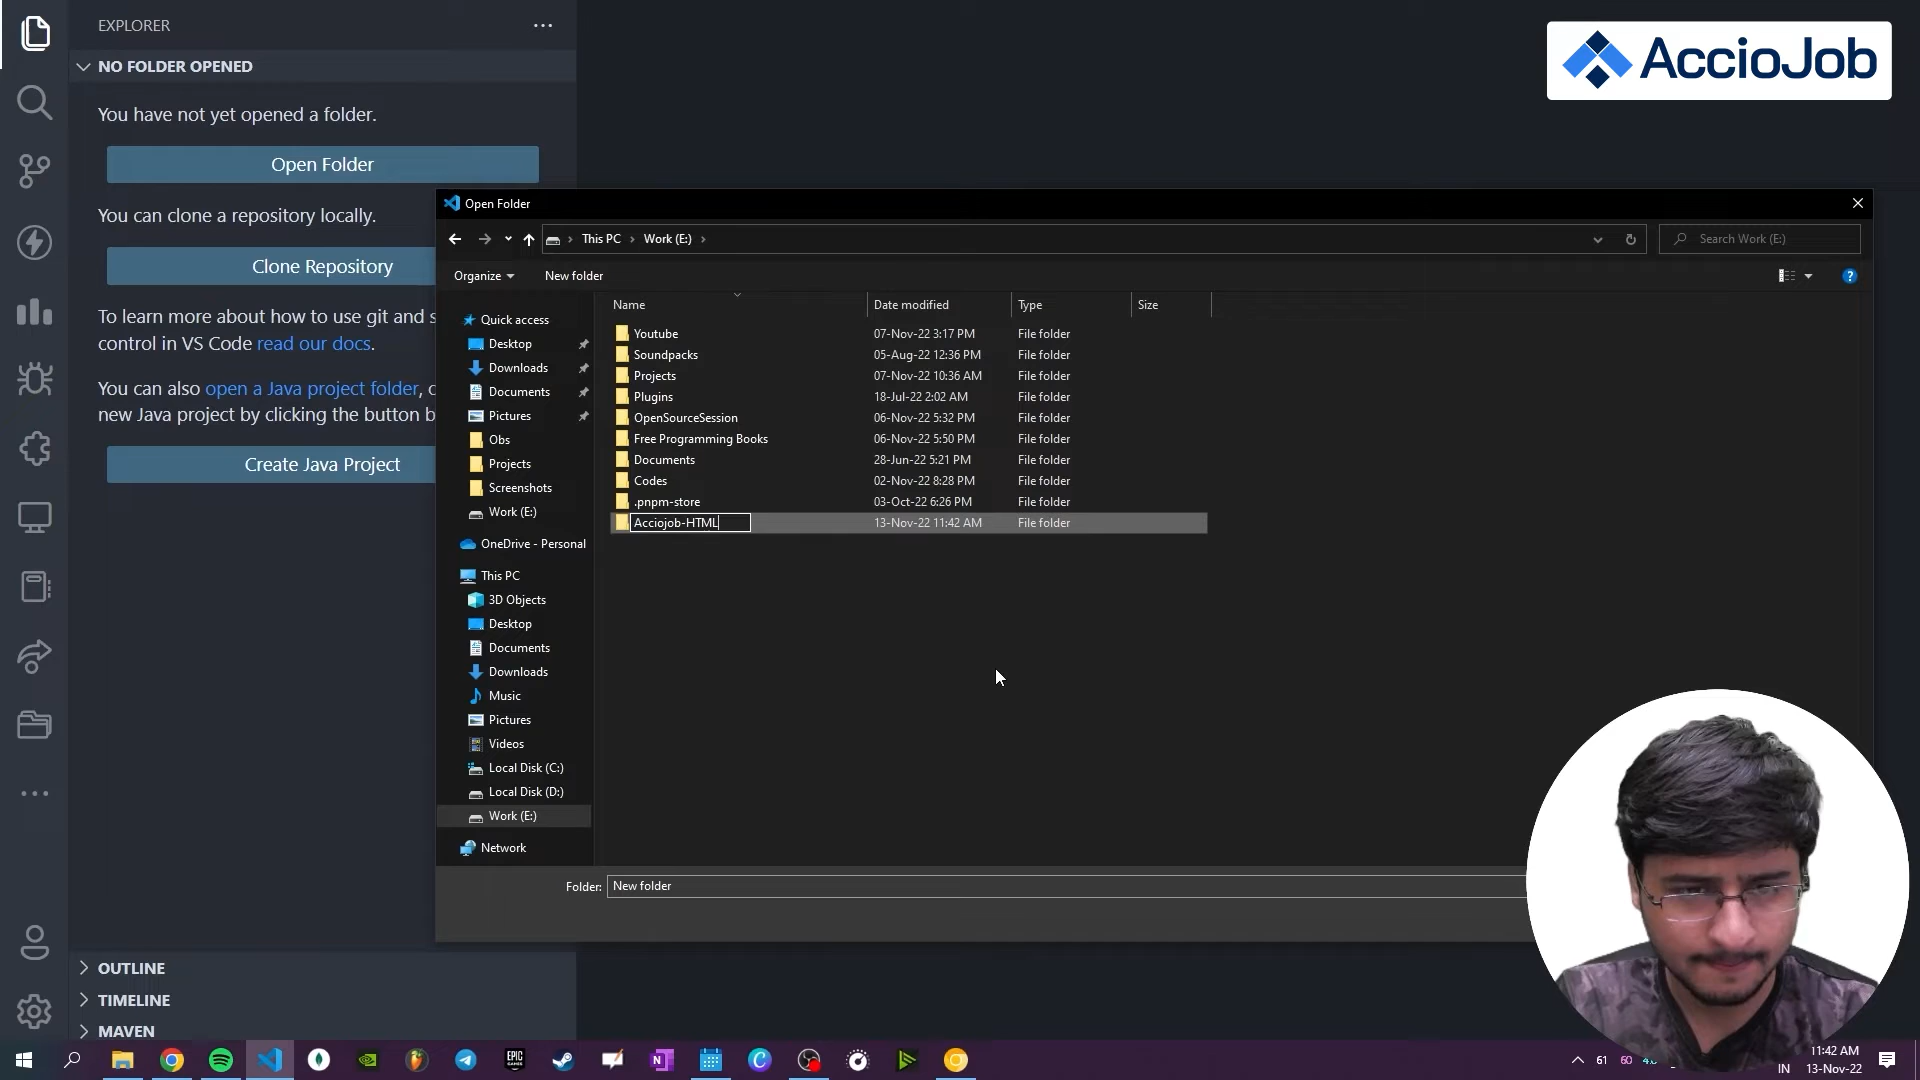 EXPLORER
NO FOLDER OPENED
You have not yet opened a folder.
Open Folder
You can clone a repository locally.
Clone Repository
To learn more about how to use git and s
control in VS Code read our docs.
You can also open a Java project folder, c
new Java project by clicking the button b
Create Java Project
OUTLINE
TIMELINE
MAVEN
AccioJob
Open Folder
This PC > Work (E:) >
Search Work (E:)
Organize
New folder
Name Date modified Type Size
Youtube 07-Nov-22 3:17 PM File folder
Soundpacks 05-Aug-22 12:36 PM File folder
Projects 07-Nov-22 10:36 AM File folder
Plugins 18-Jul-22 2:02 AM File folder
OpenSourceSession 06-Nov-22 5:32 PM File folder
Free Programming Books 06-Nov-22 5:50 PM File folder
Documents 28-Jun-22 5:21 PM File folder
Codes 02-Nov-22 8:28 PM File folder
.pnpm-store 03-Oct-22 6:26 PM File folder
Acciojob-HTML 13-Nov-22 11:42 AM File folder
Quick access
Desktop
Downloads
Documents
Pictures
Obs
Projects
Screenshots
Work (E:)
OneDrive - Personal
This PC
3D Objects
Desktop
Documents
Downloads
Music
Pictures
Videos
Local Disk (C:)
Local Disk (D:)
Work (E:)
Network
Folder: New folder
EPIC
GAMES
N
61 60
IN
11:42 AM
13-Nov-22